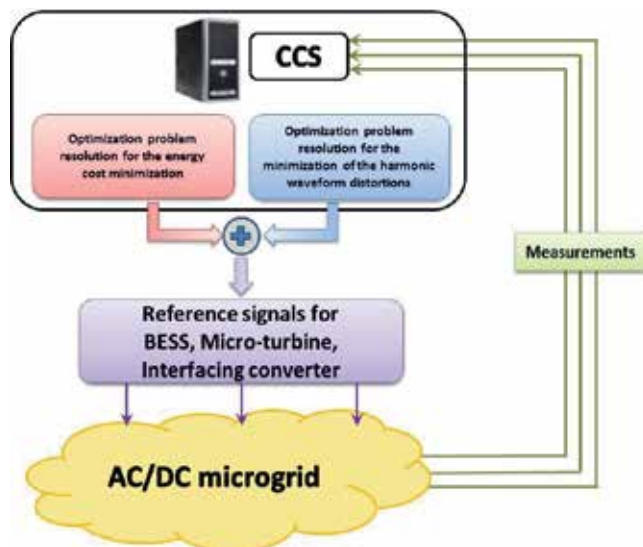 CCS
Optimization problem
resolution for the energy
cost minimization
Optimization problem
resolution for the
minimization of the harmonic
waveform distortions
Measurements
Reference signals for
BESS, Micro-turbine,
Interfacing converter
AC/DC microgrid